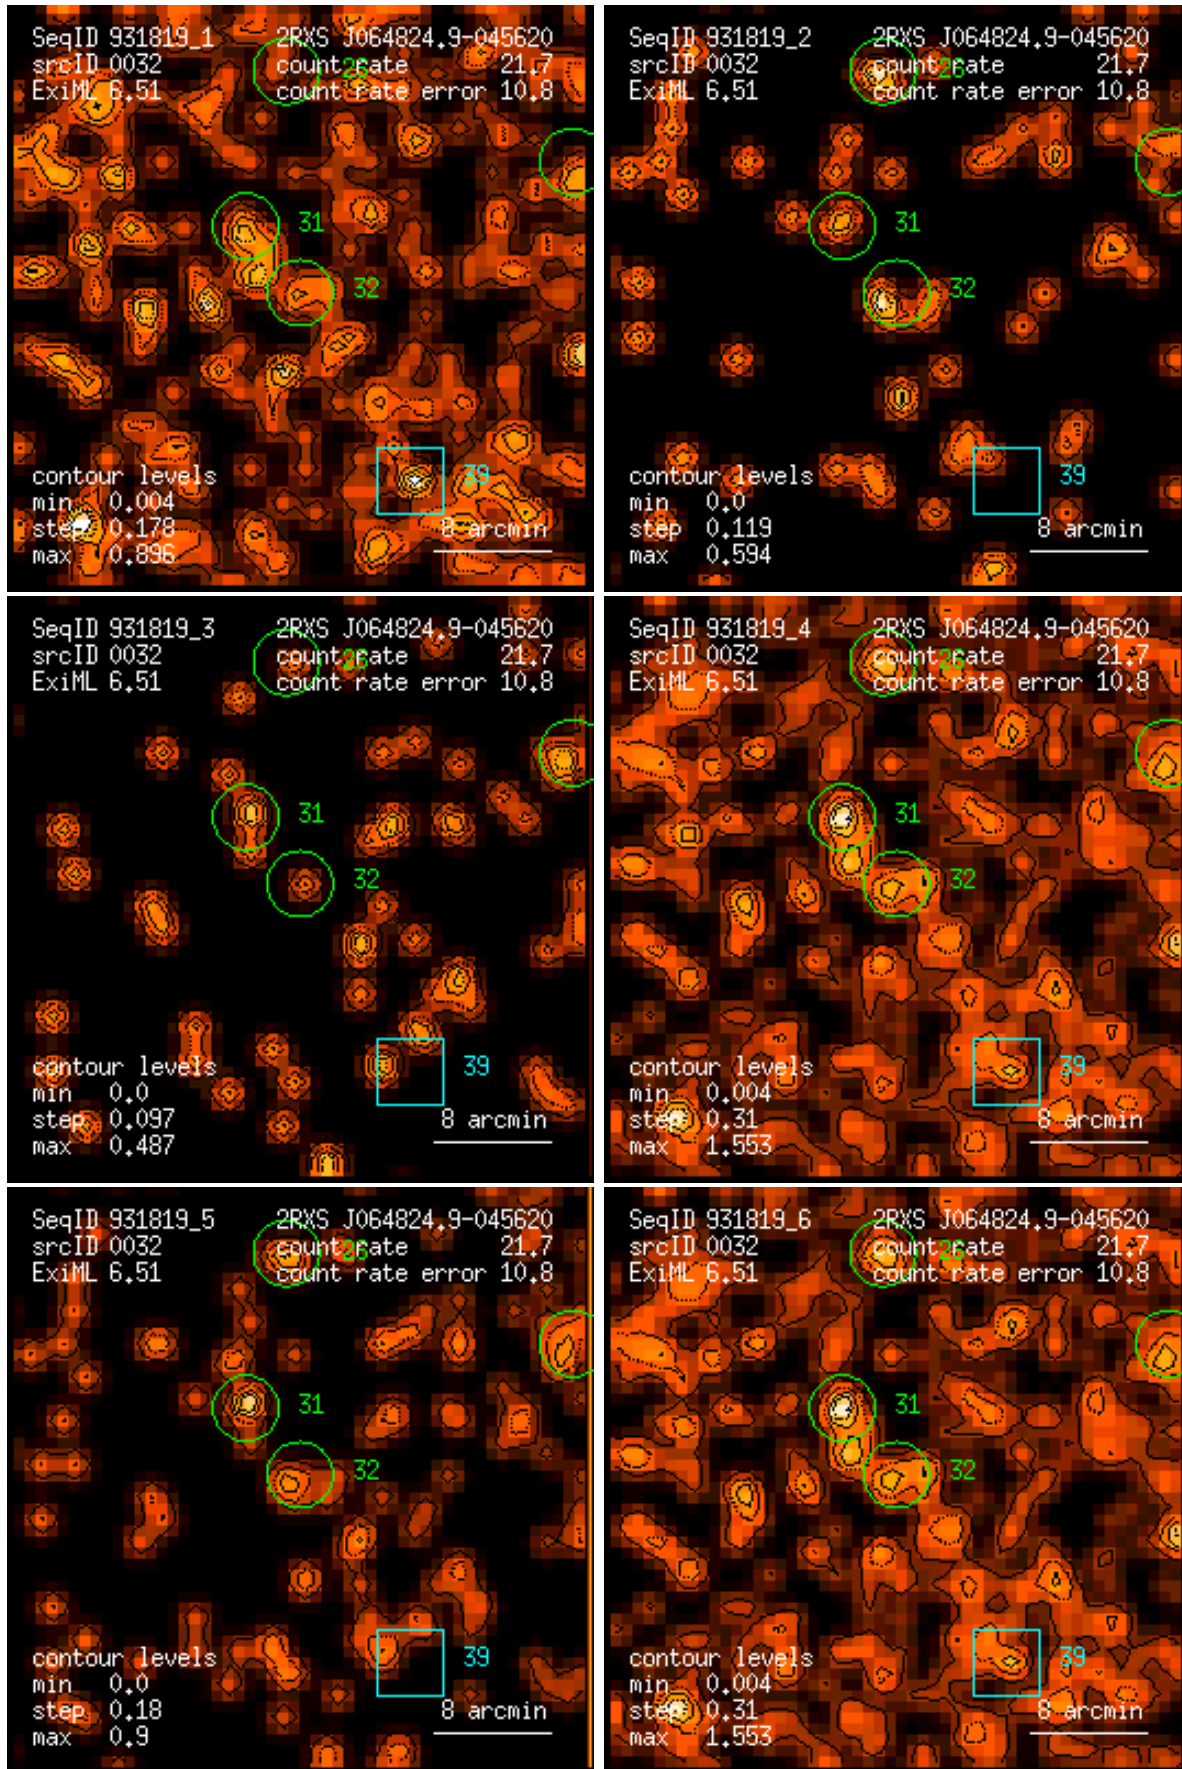 SeqID 931819_1 2RXS J064824.9-045620
srcID 0032 count rate 21.7
ExiML 6.51 count rate error 10.8
26
31
32
39
contour levels
min 0.004
step 0.178
max 0.896
8 arcmin
SeqID 931819_2 2RXS J064824.9-045620
srcID 0032 count rate 21.7
ExiML 6.51 count rate error 10.8
26
31
32
39
contour levels
min 0.0
step 0.119
max 0.594
8 arcmin
SeqID 931819_3 2RXS J064824.9-045620
srcID 0032 count rate 21.7
ExiML 6.51 count rate error 10.8
26
31
32
39
contour levels
min 0.0
step 0.097
max 0.487
8 arcmin
SeqID 931819_4 2RXS J064824.9-045620
srcID 0032 count rate 21.7
ExiML 6.51 count rate error 10.8
26
31
32
39
contour levels
min 0.004
step 0.31
max 1.553
8 arcmin
SeqID 931819_5 2RXS J064824.9-045620
srcID 0032 count rate 21.7
ExiML 6.51 count rate error 10.8
26
31
32
39
contour levels
min 0.0
step 0.18
max 0.9
8 arcmin
SeqID 931819_6 2RXS J064824.9-045620
srcID 0032 count rate 21.7
ExiML 6.51 count rate error 10.8
26
31
32
39
contour levels
min 0.004
step 0.31
max 1.553
8 arcmin